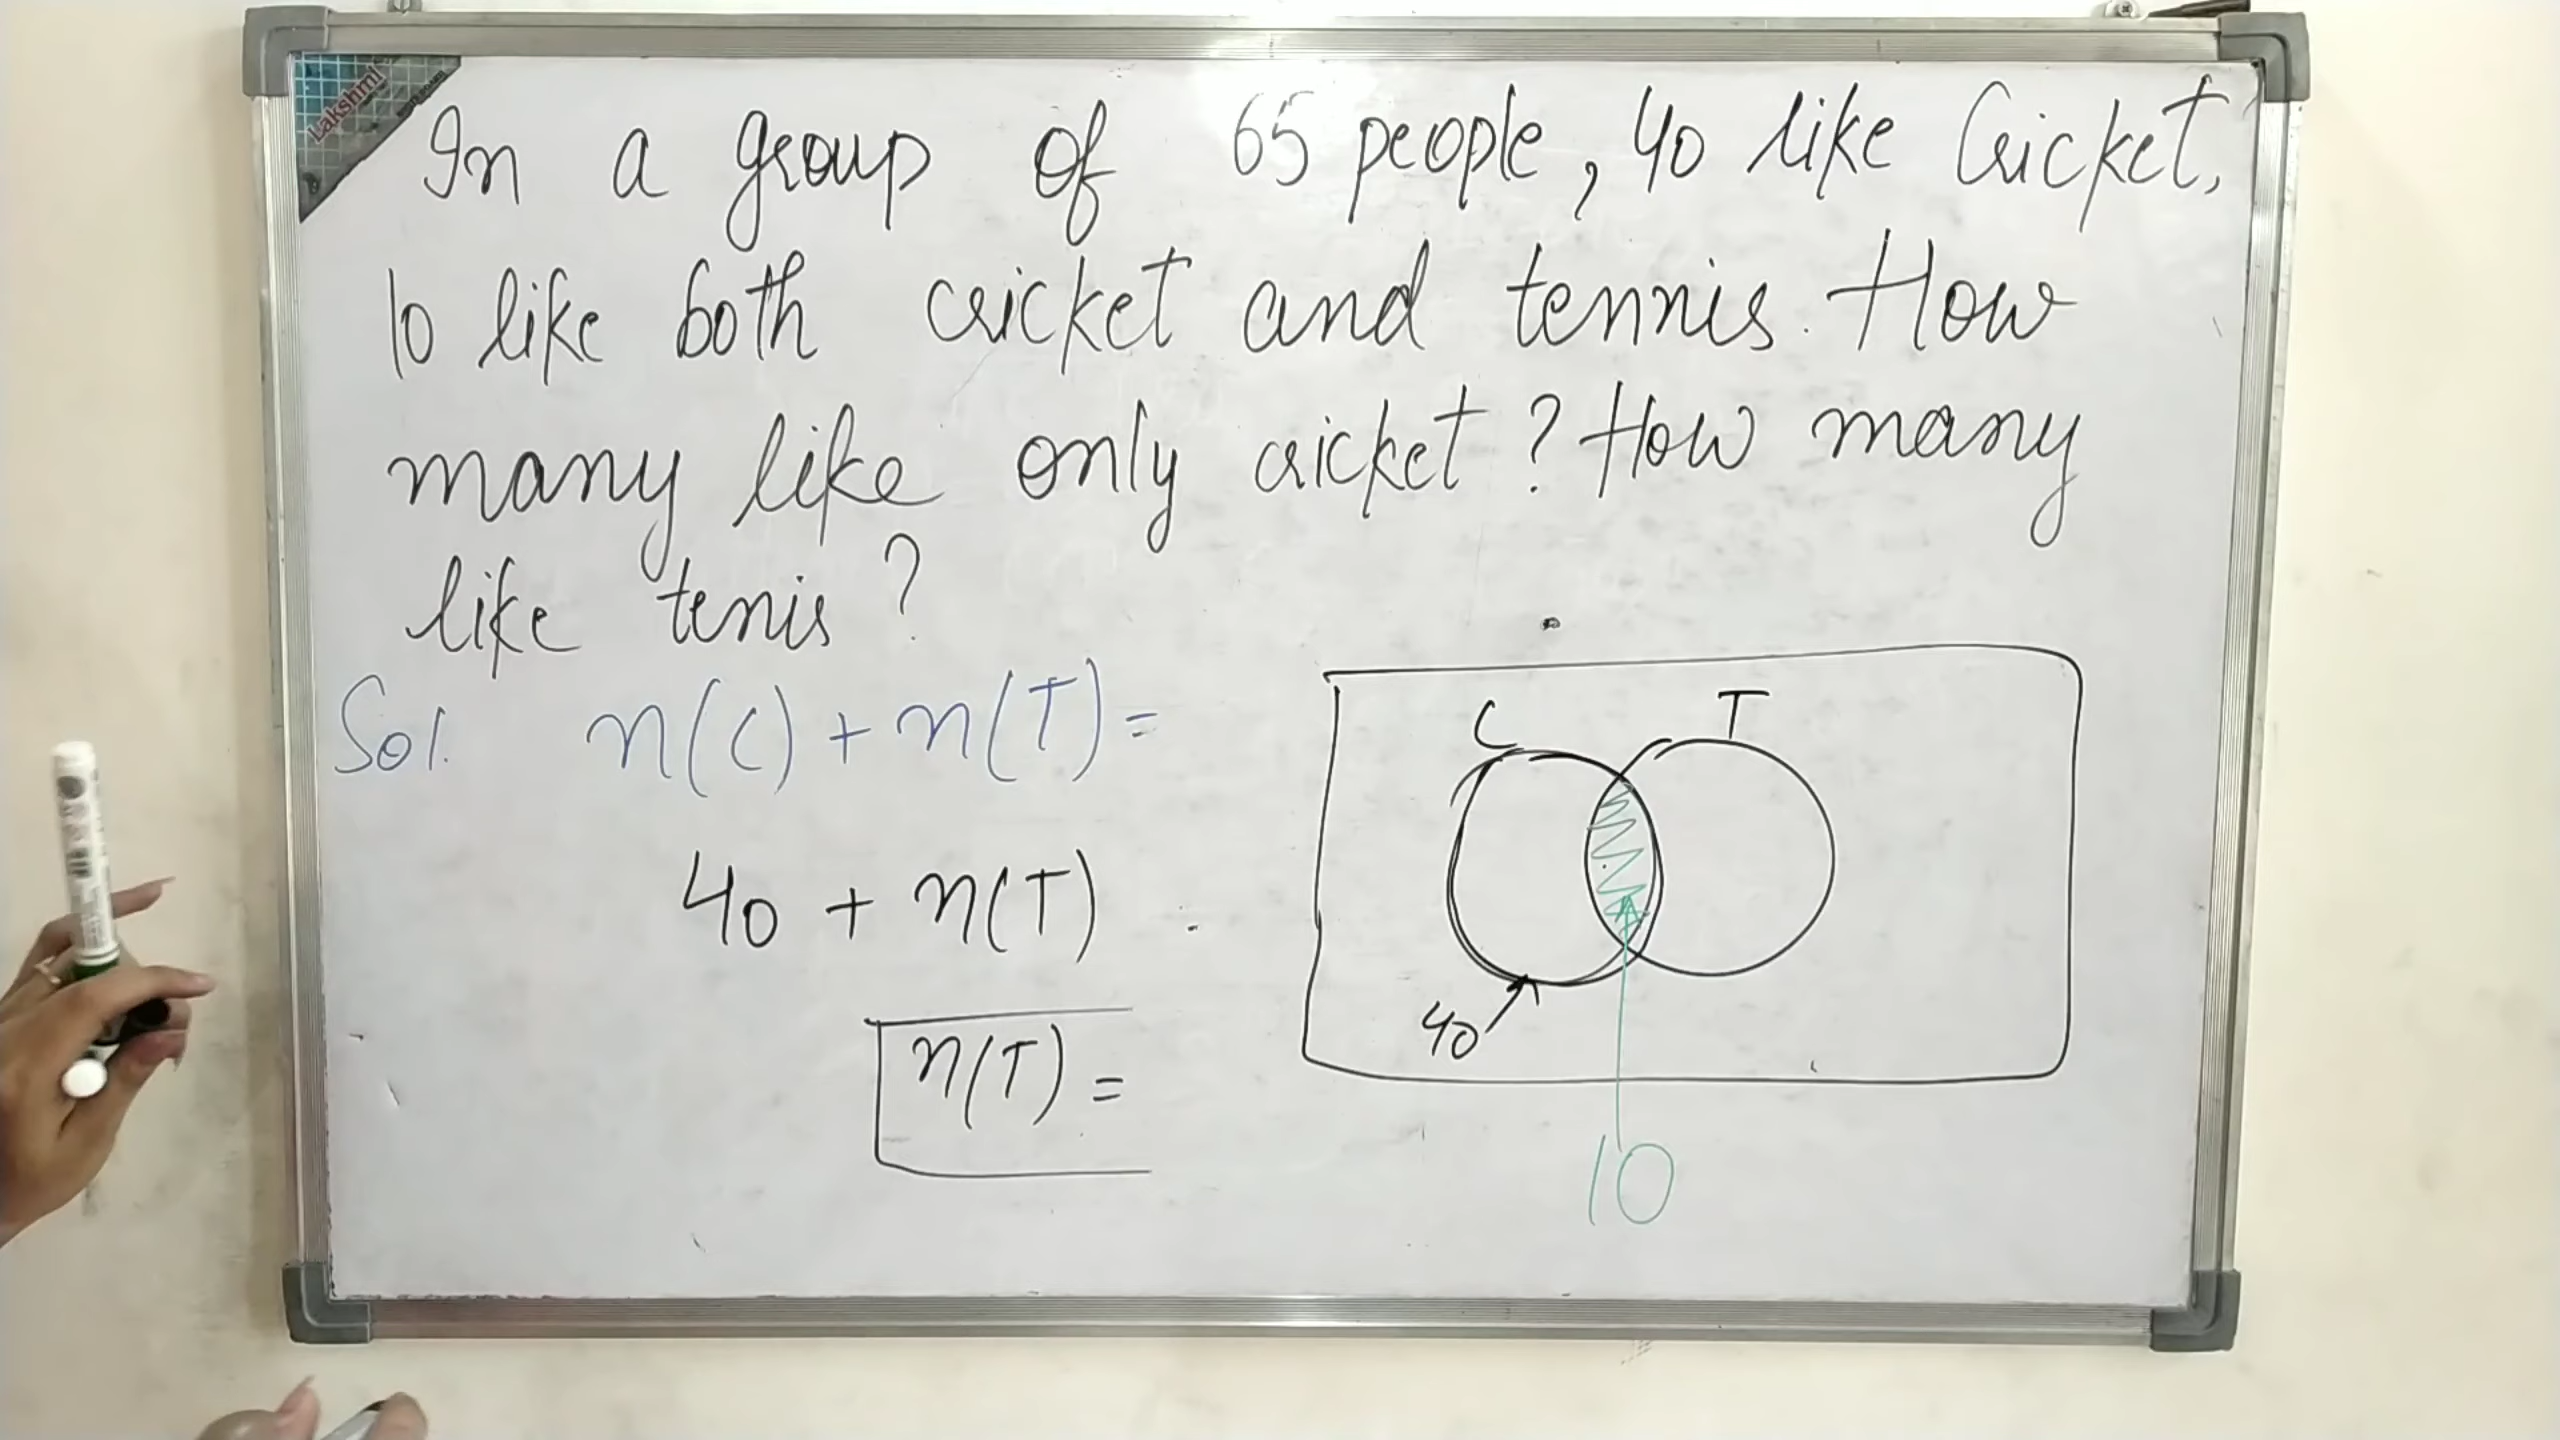 Lakshmi
In a group of 65 people, 40 like Cricket,
10 like both cricket and tennis. How
many like only cricket? How many
like tenis?
Sol. n(C) + n(T) =
40 + n(T)
n(T) =
C T
40
10